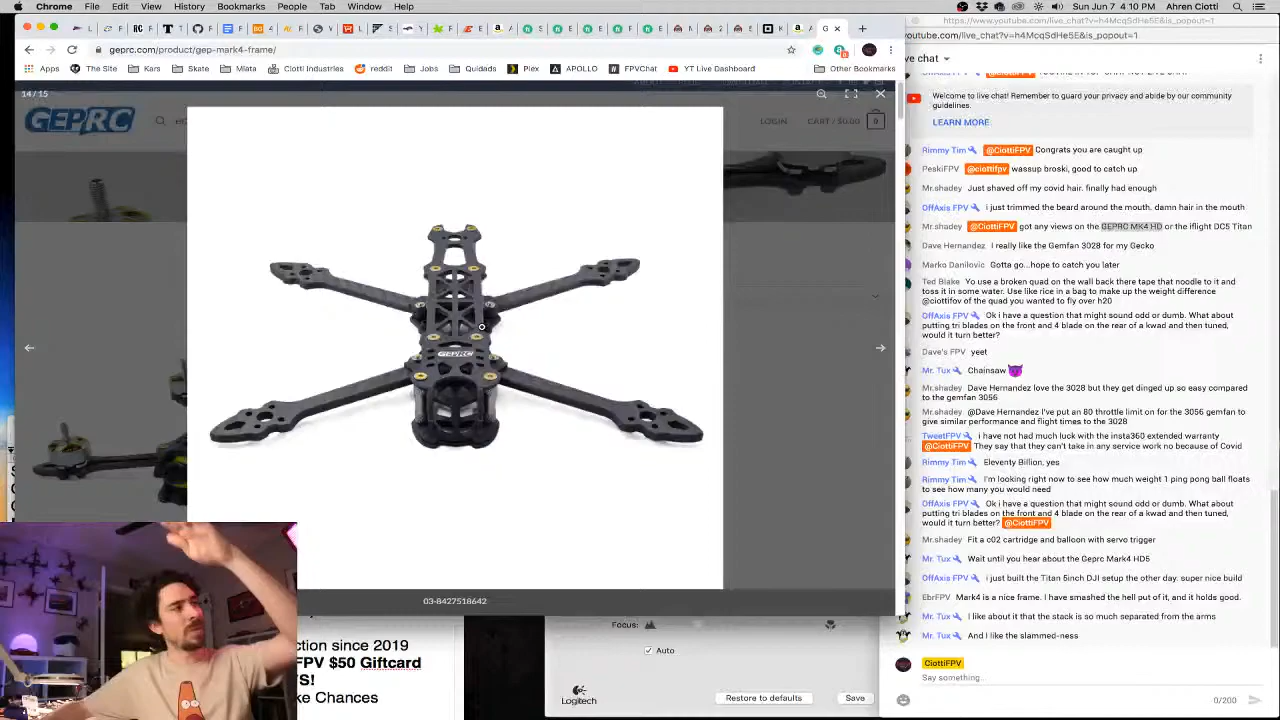 Chrome File Edit View History Bookmarks People Tab Window Help
Sun Jun 7 4:10 PM Ahren Ciotti
https://www.youtube.com/live_chat?v=h4McqSdHe5E&is_popout=1
geprc.com/product/gep-mark4-frame/
outube.com/live_chat?v=h4McqSdHe5E&is_popout=1
Apps The Site Skate Miata Ciotti Industries reddit Jobs Quidads Plex APOLLO FPVChat YT Live Dashboard Other Bookmarks
ve chat
14 / 15
GEPRC
LOGIN CART / $0.00 0
Welcome to live chat! Remember to guard your privacy and abide by our community
guidelines.
LEARN MORE
Rimmy Tim @CiottiFPV Congrats you are caught up
PeskiFPV @ciottifpv wassup broski, good to catch up
Mr.shadey Just shaved off my covid hair. finally had enough
OffAxis FPV i just trimmed the beard around the mouth. damn hair in the mouth
Mr.shadey @CiottiFPV got any views on the GEPRC MK4 HD or the iflight DC5 Titan
Dave Hernandez I really like the Gemfan 3028 for my Gecko
Marko Danilovic Gotta go...hope to catch you later
Ted Blake Yo use a broken quad on the wall back there tape that noodle to it and
toss it in some water. Use like rice in a bag to make up the weight difference
@ciottifov of the quad you wanted to fly over h20
OffAxis FPV Ok i have a question that might sound odd or dumb. What about
putting tri blades on the front and 4 blade on the rear of a kwad and then tuned,
would it turn better?
Dave's FPV yeet
Mr. Tux Chainsaw
Mr.shadey Dave Hernandez love the 3028 but they get dinged up so easy compared
to the gemfan 3056
Mr.shadey @Dave Hernandez I've put an 80 throttle limit on for the 3056 gemfan to
give similar performance and flight times to the 3028
TweetFPV i have not had much luck with the insta360 extended warranty
@CiottiFPV They say that they can't take in any service work no because of Covid
Rimmy Tim Eleventy Billion, yes
Rimmy Tim I'm looking right now to see how much weight 1 ping pong ball floats
to see how many you would need
OffAxis FPV Ok i have a question that might sound odd or dumb. What about
putting tri blades on the front and 4 blade on the rear of a kwad and then tuned,
would it turn better? @CiottiFPV
Mr.shadey Fit a co2 cartridge and balloon with servo trigger
Mr. Tux Wait until you hear about the Geprc Mark4 HD5
OffAxis FPV i just built the Titan 5inch DJI setup the other day. super nice build
EbrFPV Mark4 is a nice frame. I have smashed the hell out of it, and it holds good.
Mr. Tux I like about it that the stack is so much separated from the arms
Mr. Tux And I like the slammed-ness
CiottiFPV
Say something...
0/200
GEPRC
03-8427518642
ction since 2019
FPV $50 Giftcard
TS!
ke Chances
Focus:
Auto
Logitech
Restore to defaults Save